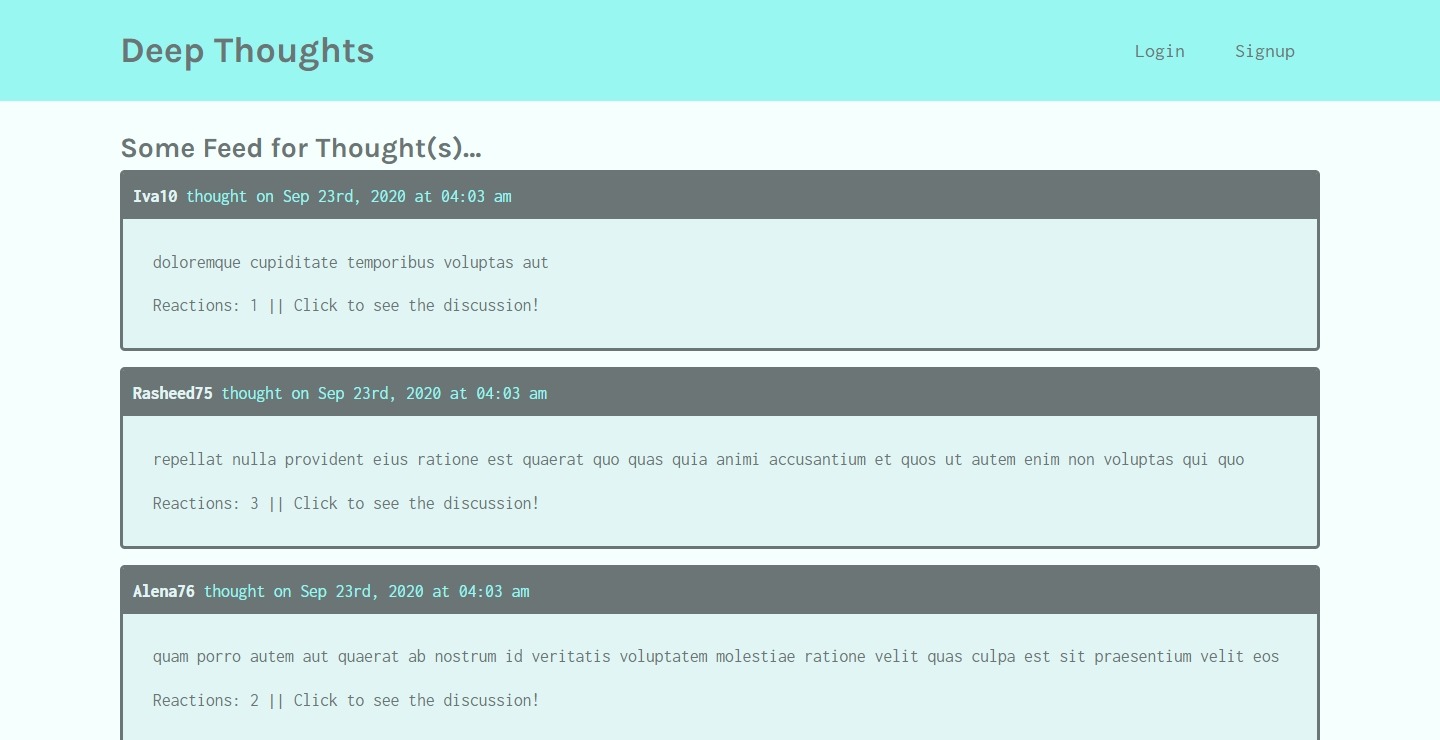 Deep Thoughts
Login
Signup
Some Feed for Thought(s)...
Iva10 thought on Sep 23rd, 2020 at 04:03 am
doloremque cupiditate temporibus voluptas aut
Reactions: 1 || Click to see the discussion!
Rasheed75 thought on Sep 23rd, 2020 at 04:03 am
repellat nulla provident eius ratione est quaerat quo quas quia animi accusantium et quos ut autem enim non voluptas qui quo
Reactions: 3 || Click to see the discussion!
Alena76 thought on Sep 23rd, 2020 at 04:03 am
quam porro autem aut quaerat ab nostrum id veritatis voluptatem molestiae ratione velit quas culpa est sit praesentium velit eos
Reactions: 2 || Click to see the discussion!